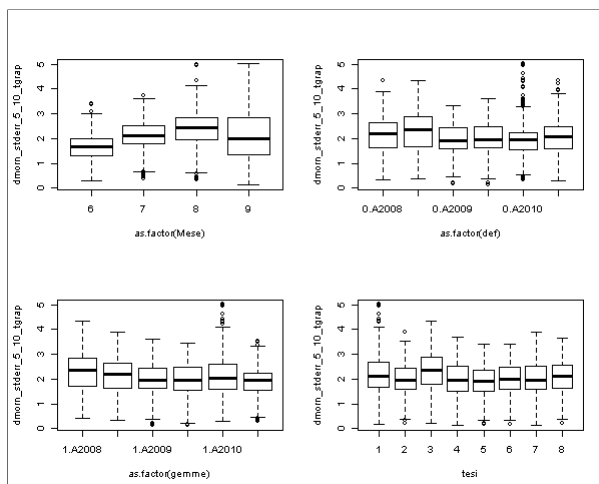 dmorn_stderr_5_10_tgrap
0 1 2 3 4 5
6 7 8 9
as.factor(Mese)
dmorn_stderr_5_10_tgrap
0 1 2 3 4 5
0.A2008 0.A2009 0.A2010
as.factor(def)
dmorn_stderr_5_10_tgrap
0 1 2 3 4 5
1.A2008 1.A2009 1.A2010
as.factor(gemme)
dmorn_stderr_5_10_tgrap
0 1 2 3 4 5
1 2 3 4 5 6 7 8
tesi